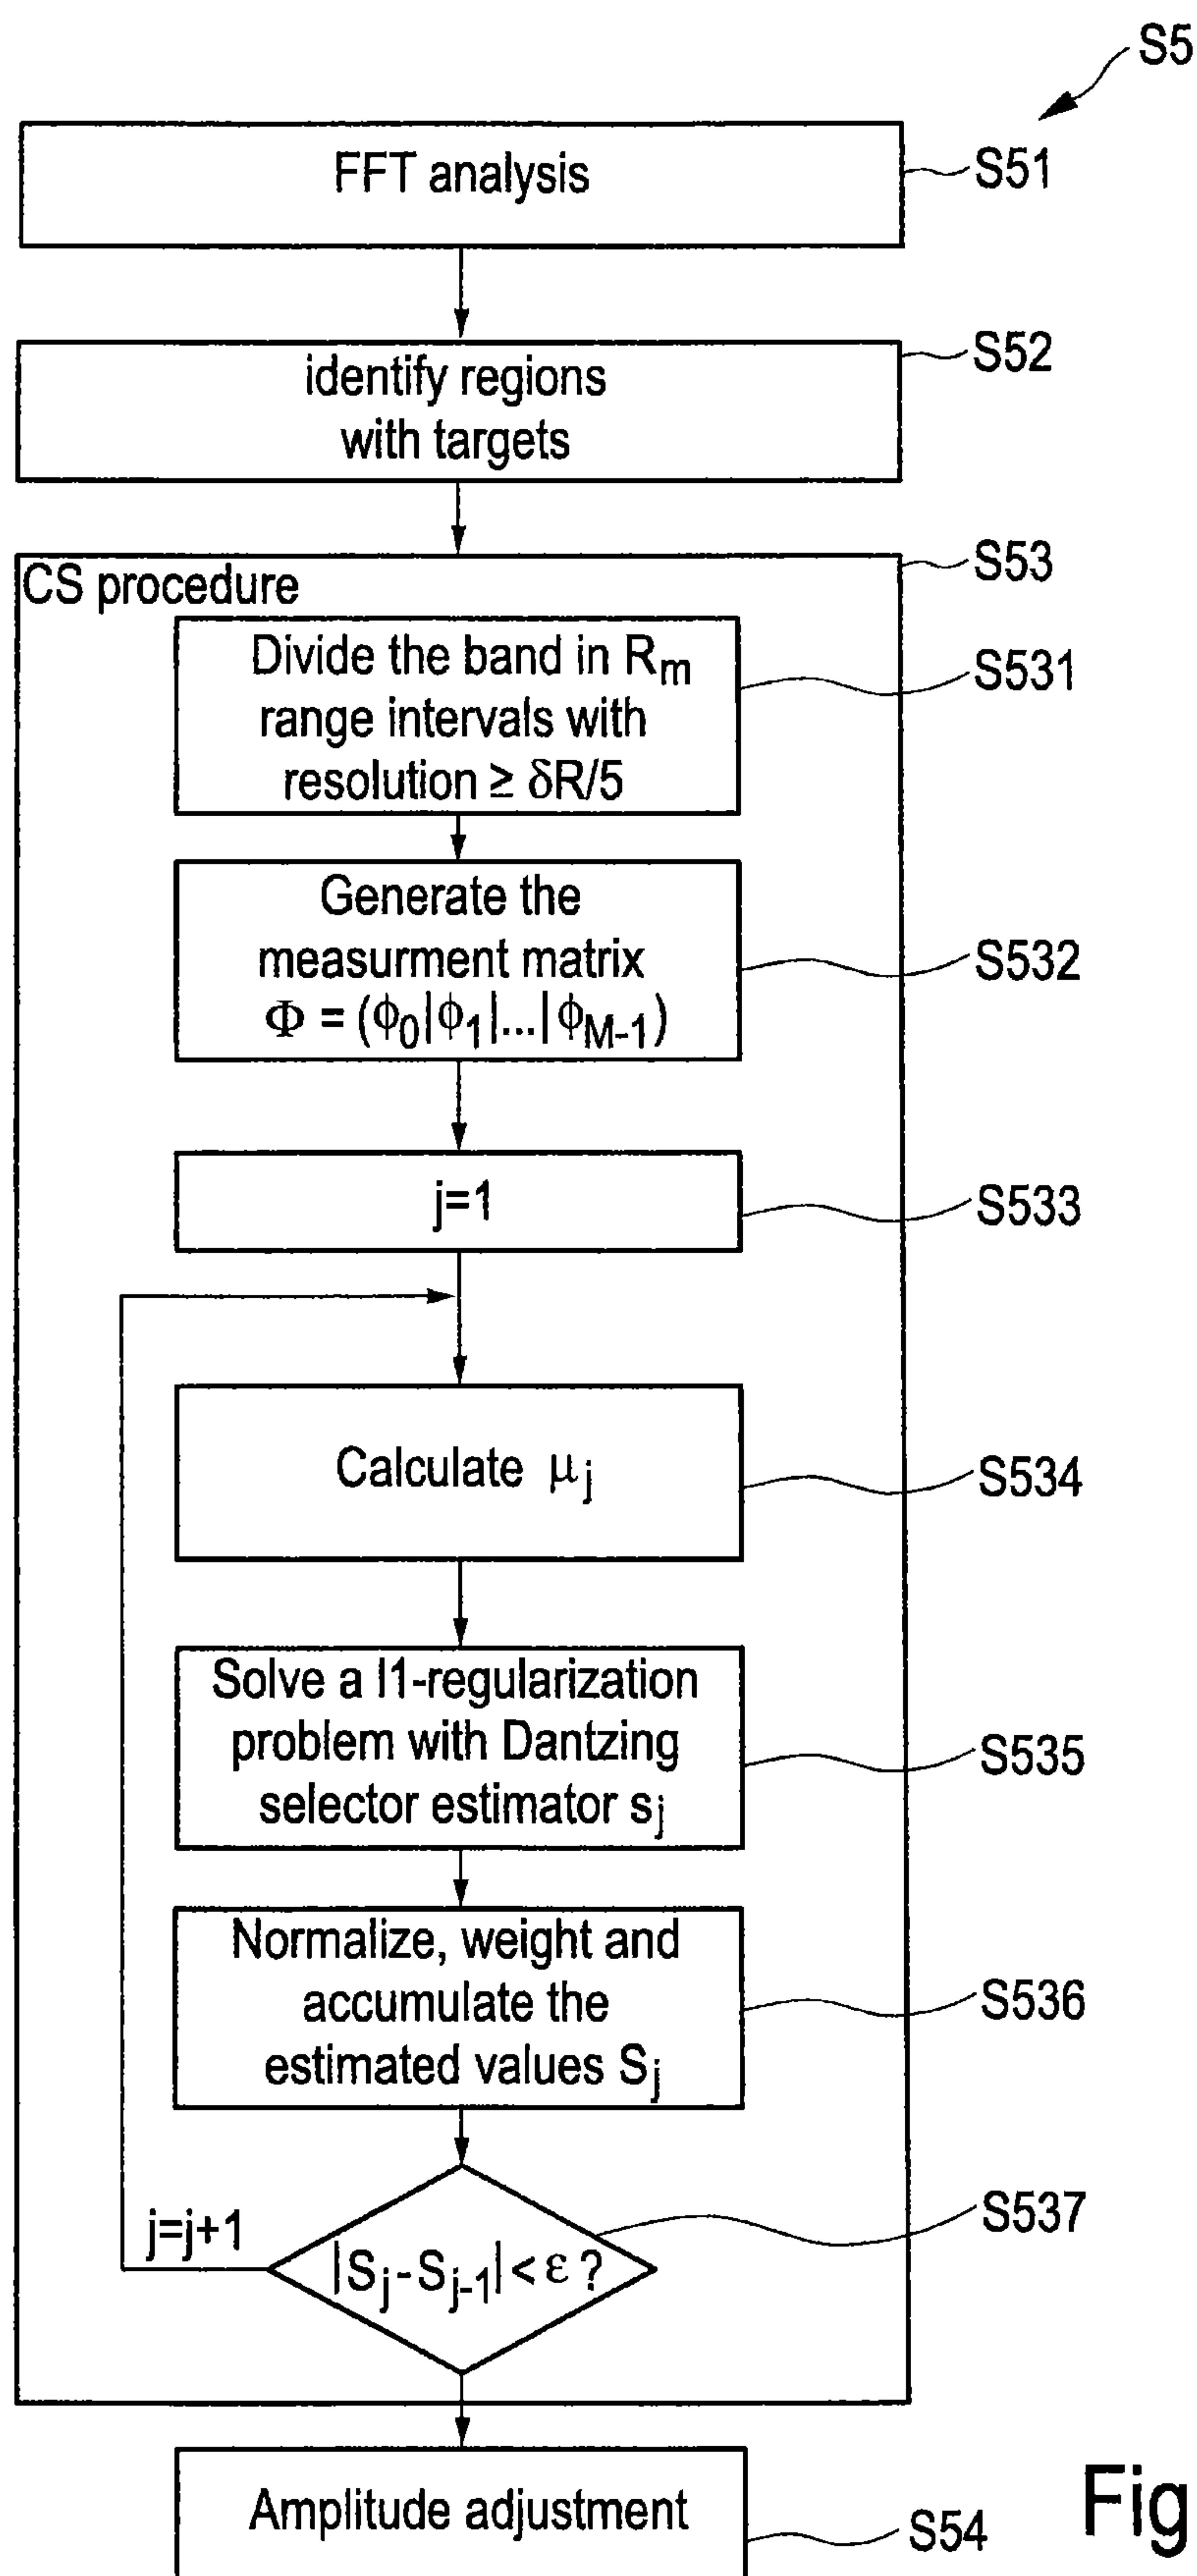 S5
FFT analysis
S51
identify regions
with targets
S52
CS procedure
S53
Divide the band in Rm
range intervals with
resolution ≥ δR/5
S531
Generate the
measurment matrix
Φ = (ϕ0|ϕ1|...|ϕM-1)
S532
j=1
S533
Calculate μj
S534
Solve a l1-regularization
problem with Dantzing
selector estimator sj
S535
Normalize, weight and
accumulate the
estimated values Sj
S536
j=j+1
|Sj-Sj-1| < ε ?
S537
Amplitude adjustment
S54
Fig